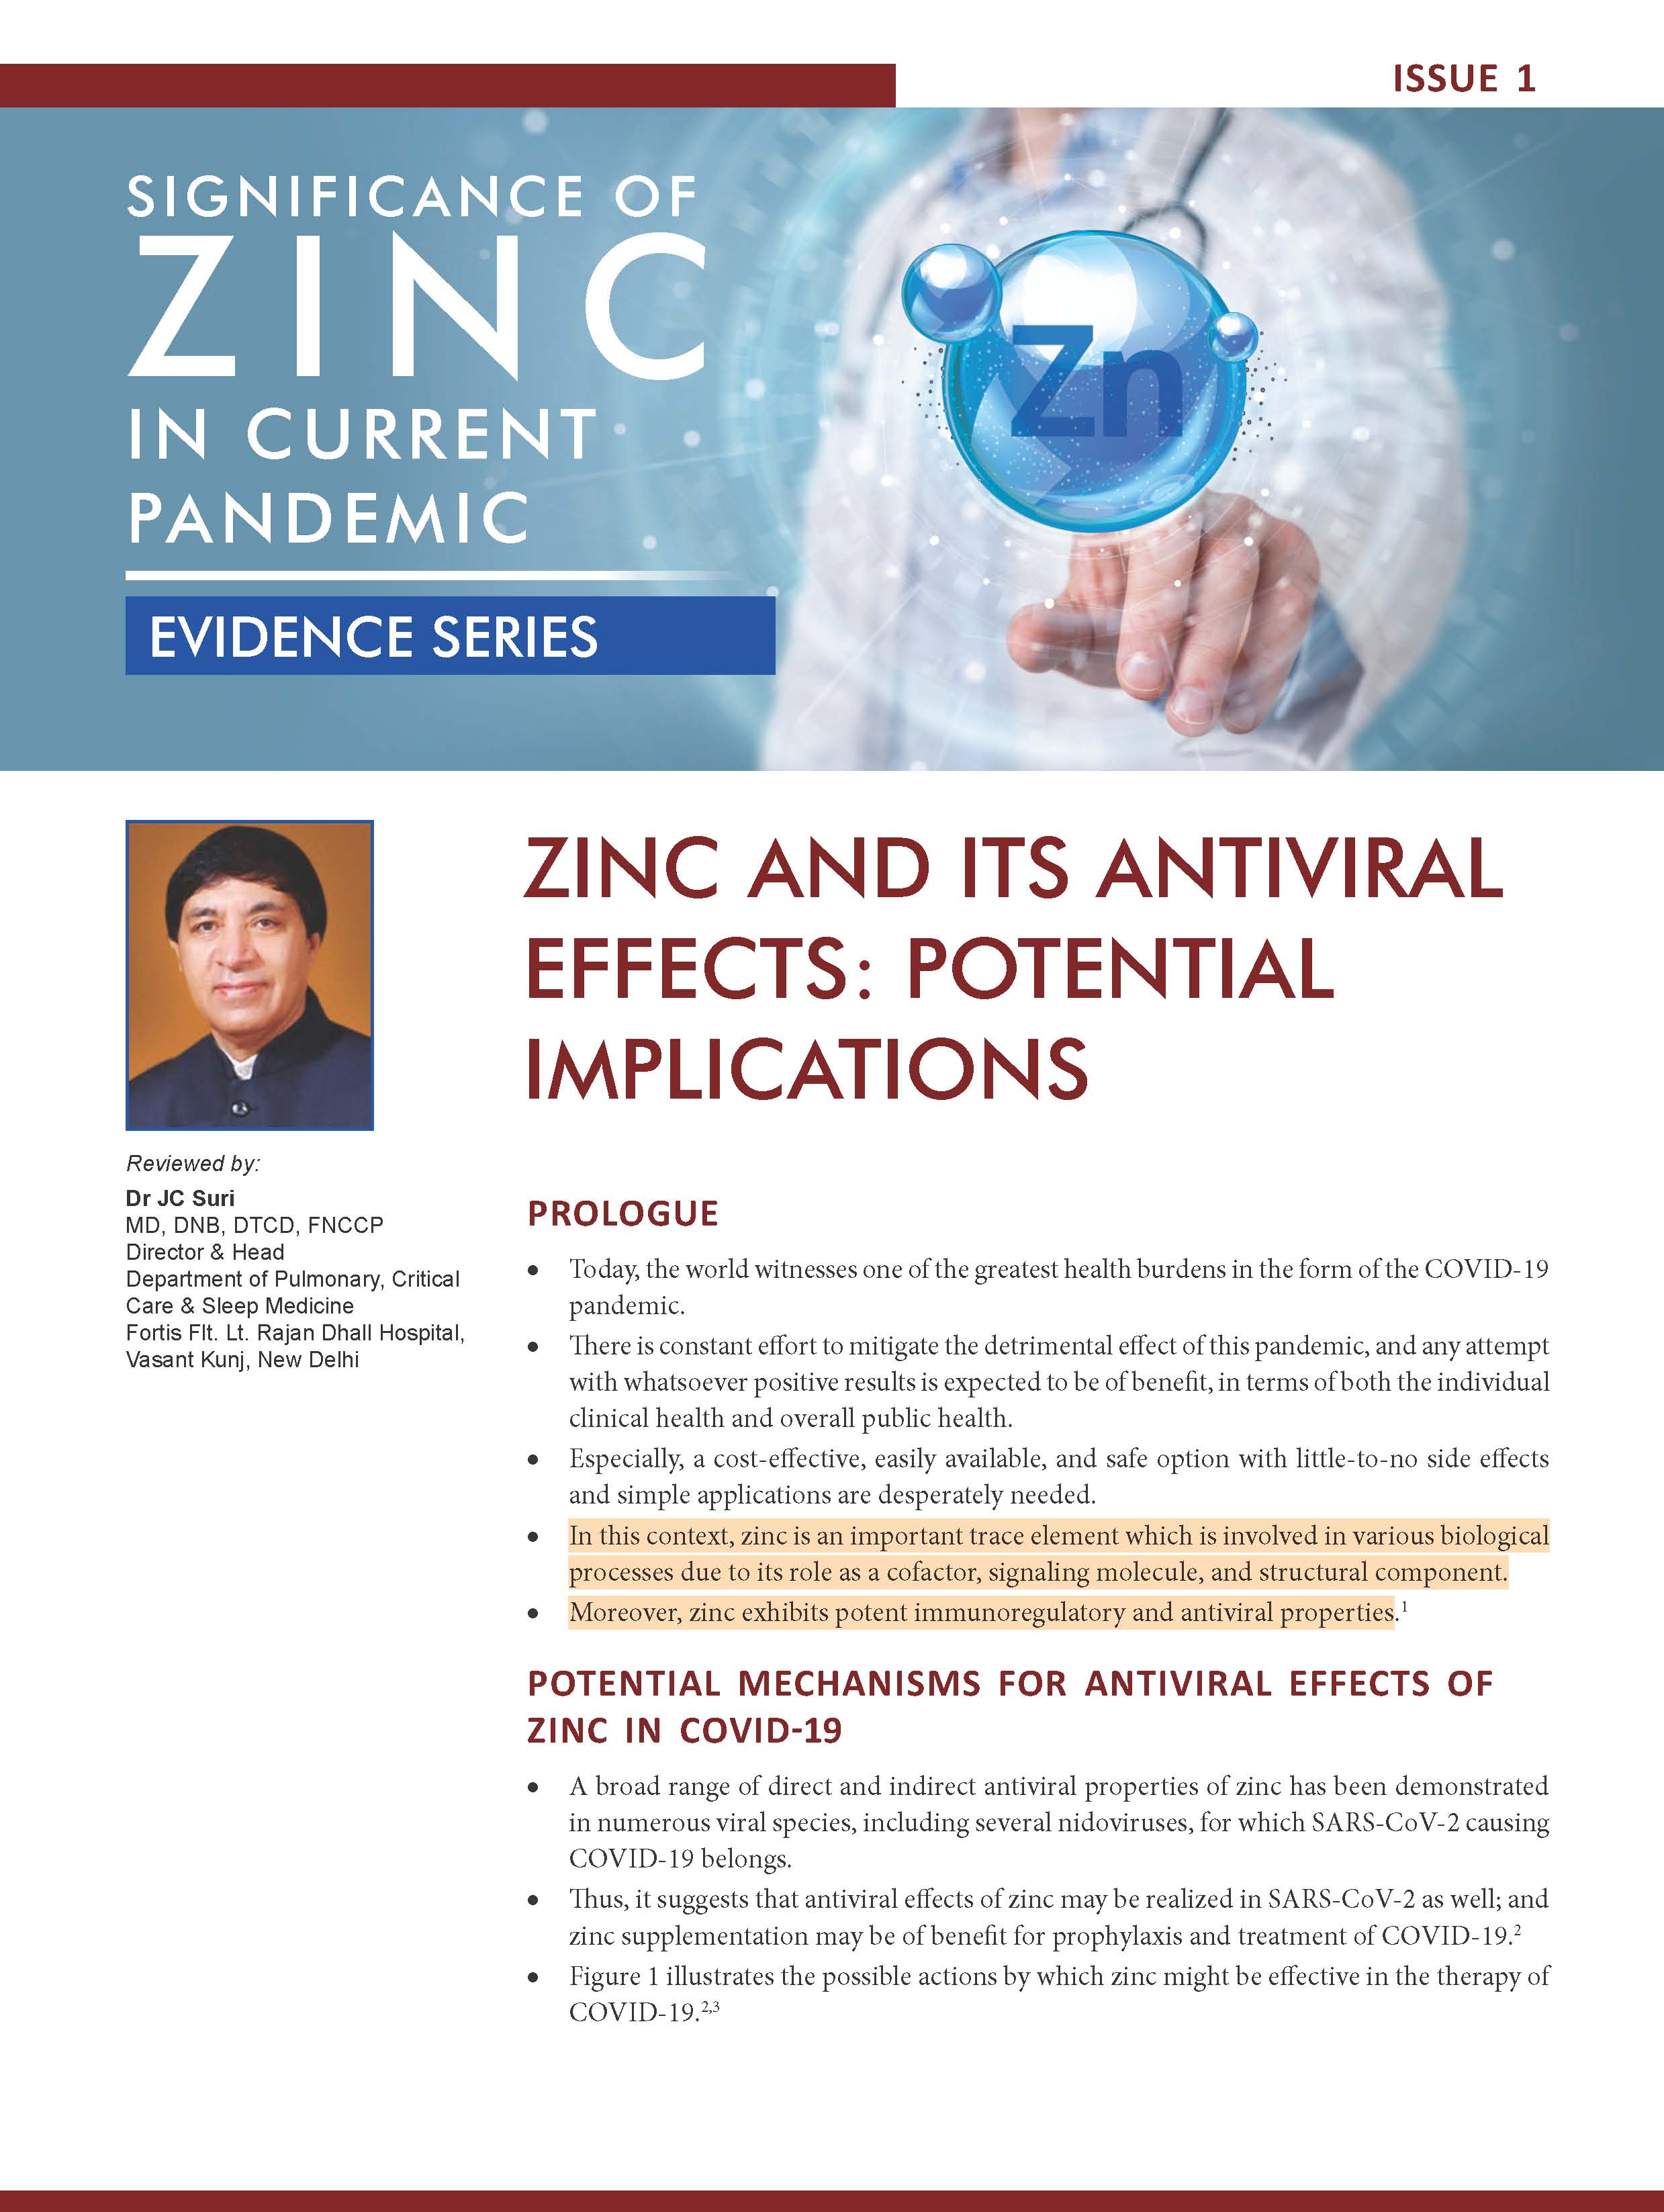 ISSUE 1
SIGNIFICANCE OF
ZINC
IN CURRENT
PANDEMIC
EVIDENCE SERIES
Zn
ZINC AND ITS ANTIVIRAL
EFFECTS: POTENTIAL
IMPLICATIONS
Reviewed by:
Dr JC Suri
MD, DNB, DTCD, FNCCP
Director & Head
Department of Pulmonary, Critical
Care & Sleep Medicine
Fortis Flt. Lt. Rajan Dhall Hospital,
Vasant Kunj, New Delhi
PROLOGUE
• Today, the world witnesses one of the greatest health burdens in the form of the COVID-19
pandemic.
• There is constant effort to mitigate the detrimental effect of this pandemic, and any attempt
with whatsoever positive results is expected to be of benefit, in terms of both the individual
clinical health and overall public health.
• Especially, a cost-effective, easily available, and safe option with little-to-no side effects
and simple applications are desperately needed.
• In this context, zinc is an important trace element which is involved in various biological
processes due to its role as a cofactor, signaling molecule, and structural component.
• Moreover, zinc exhibits potent immunoregulatory and antiviral properties.1
POTENTIAL MECHANISMS FOR ANTIVIRAL EFFECTS OF
ZINC IN COVID-19
• A broad range of direct and indirect antiviral properties of zinc has been demonstrated
in numerous viral species, including several nidoviruses, for which SARS-CoV-2 causing
COVID-19 belongs.
• Thus, it suggests that antiviral effects of zinc may be realized in SARS-CoV-2 as well; and
zinc supplementation may be of benefit for prophylaxis and treatment of COVID-19.2
• Figure 1 illustrates the possible actions by which zinc might be effective in the therapy of
COVID-19.2,3